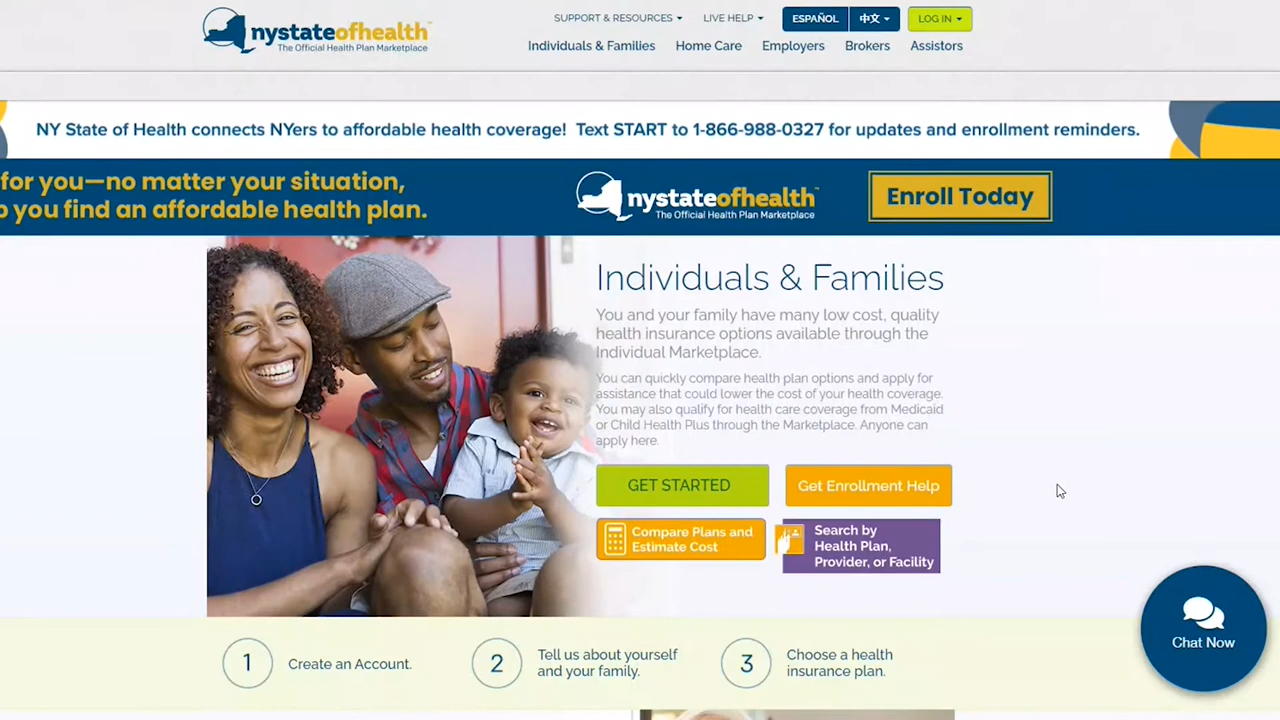 nystateofhealth™
The Official Health Plan Marketplace
SUPPORT & RESOURCES
LIVE HELP
ESPAÑOL
中文
LOG IN
Individuals & Families
Home Care
Employers
Brokers
Assistors
NY State of Health connects NYers to affordable health coverage! Text START to 1-866-988-0327 for updates and enrollment reminders.
for you—no matter your situation,
you find an affordable health plan.
nystateofhealth™
The Official Health Plan Marketplace
Enroll Today
Individuals & Families
You and your family have many low cost, quality
health insurance options available through the
Individual Marketplace.
You can quickly compare health plan options and apply for
assistance that could lower the cost of your health coverage.
You may also qualify for health care coverage from Medicaid
or Child Health Plus through the Marketplace. Anyone can
apply here.
GET STARTED
Get Enrollment Help
Compare Plans and
Estimate Cost
Search by
Health Plan,
Provider, or Facility
1
Create an Account.
2
Tell us about yourself
and your family.
3
Choose a health
insurance plan.
Chat Now